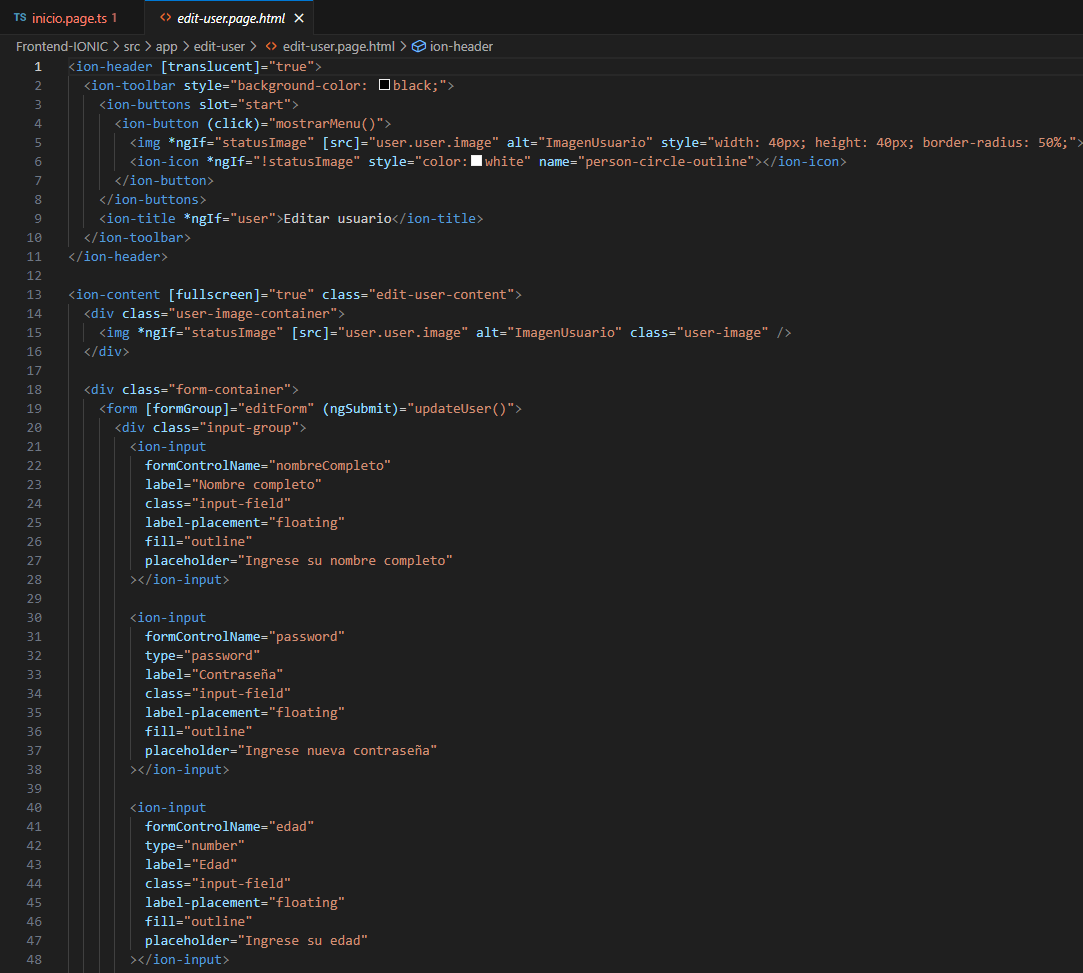 TS inicio.page.ts 1
<> edit-user.page.html ×
Frontend-IONIC > src > app > edit-user > <> edit-user.page.html > ion-header
1 <ion-header [translucent]="true">
2   <ion-toolbar style="background-color: black;">
3     <ion-buttons slot="start">
4       <ion-button (click)="mostrarMenu()">
5         <img *ngIf="statusImage" [src]="user.user.image" alt="ImagenUsuario" style="width: 40px; height: 40px; border-radius: 50%;">
6         <ion-icon *ngIf="!statusImage" style="color:white" name="person-circle-outline"></ion-icon>
7       </ion-button>
8     </ion-buttons>
9     <ion-title *ngIf="user">Editar usuario</ion-title>
10   </ion-toolbar>
11 </ion-header>
12
13 <ion-content [fullscreen]="true" class="edit-user-content">
14   <div class="user-image-container">
15     <img *ngIf="statusImage" [src]="user.user.image" alt="ImagenUsuario" class="user-image" />
16   </div>
17
18   <div class="form-container">
19     <form [formGroup]="editForm" (ngSubmit)="updateUser()">
20       <div class="input-group">
21         <ion-input
22           formControlName="nombreCompleto"
23           label="Nombre completo"
24           class="input-field"
25           label-placement="floating"
26           fill="outline"
27           placeholder="Ingrese su nombre completo"
28         ></ion-input>
29
30         <ion-input
31           formControlName="password"
32           type="password"
33           label="Contraseña"
34           class="input-field"
35           label-placement="floating"
36           fill="outline"
37           placeholder="Ingrese nueva contraseña"
38         ></ion-input>
39
40         <ion-input
41           formControlName="edad"
42           type="number"
43           label="Edad"
44           class="input-field"
45           label-placement="floating"
46           fill="outline"
47           placeholder="Ingrese su edad"
48         ></ion-input>